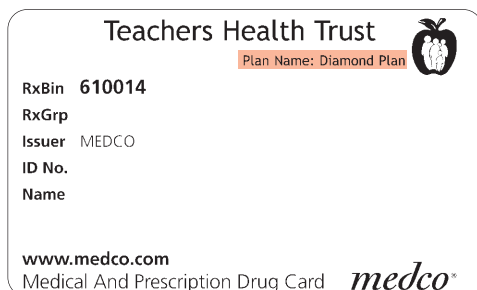 Teachers Health Trust
Plan Name: Diamond Plan
RxBin 610014
RxGrp
Issuer MEDCO
ID No.
Name
www.medco.com
Medical And Prescription Drug Card
medco®